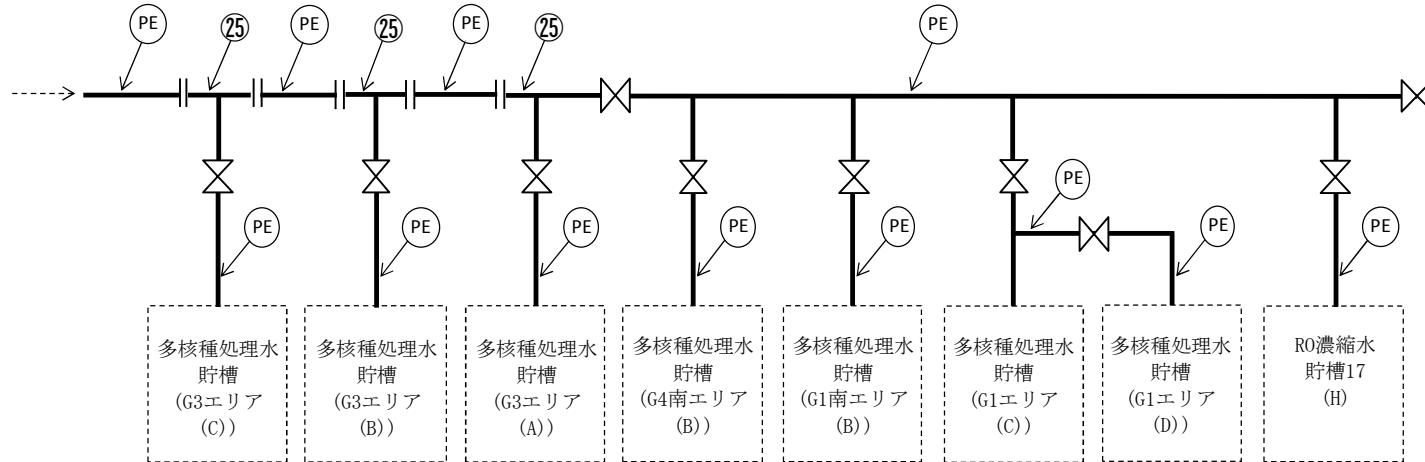 PE
㉕
PE
㉕
PE
㉕
PE
PE
PE
PE
PE
PE
PE
PE
PE
PE
多核種処理水
貯槽
(G3エリア
(C))
多核種処理水
貯槽
(G3エリア
(B))
多核種処理水
貯槽
(G3エリア
(A))
多核種処理水
貯槽
(G4南エリア
(B))
多核種処理水
貯槽
(G1南エリア
(B))
多核種処理水
貯槽
(G1エリア
(C))
多核種処理水
貯槽
(G1エリア
(D))
RO濃縮水
貯槽17
(H)